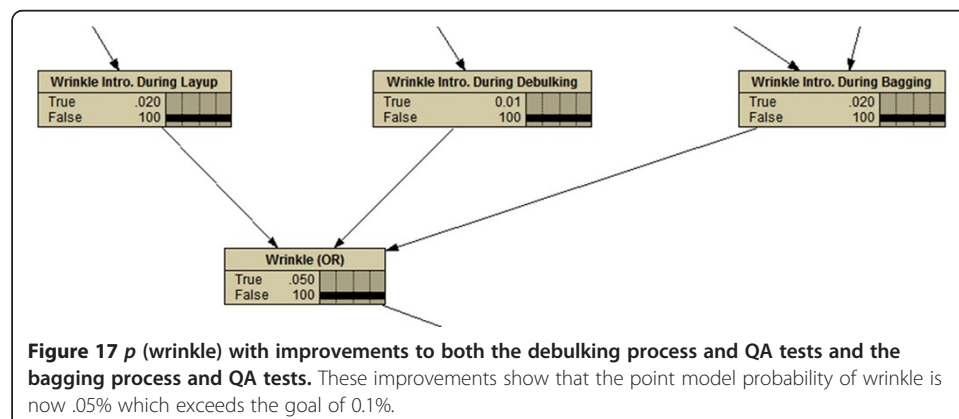 Wrinkle Intro. During Layup
True .020
False 100
Wrinkle Intro. During Debulking
True 0.01
False 100
Wrinkle Intro. During Bagging
True .020
False 100
Wrinkle (OR)
True .050
False 100
Figure 17 p (wrinkle) with improvements to both the debulking process and QA tests and the
bagging process and QA tests. These improvements show that the point model probability of wrinkle is
now .05% which exceeds the goal of 0.1%.